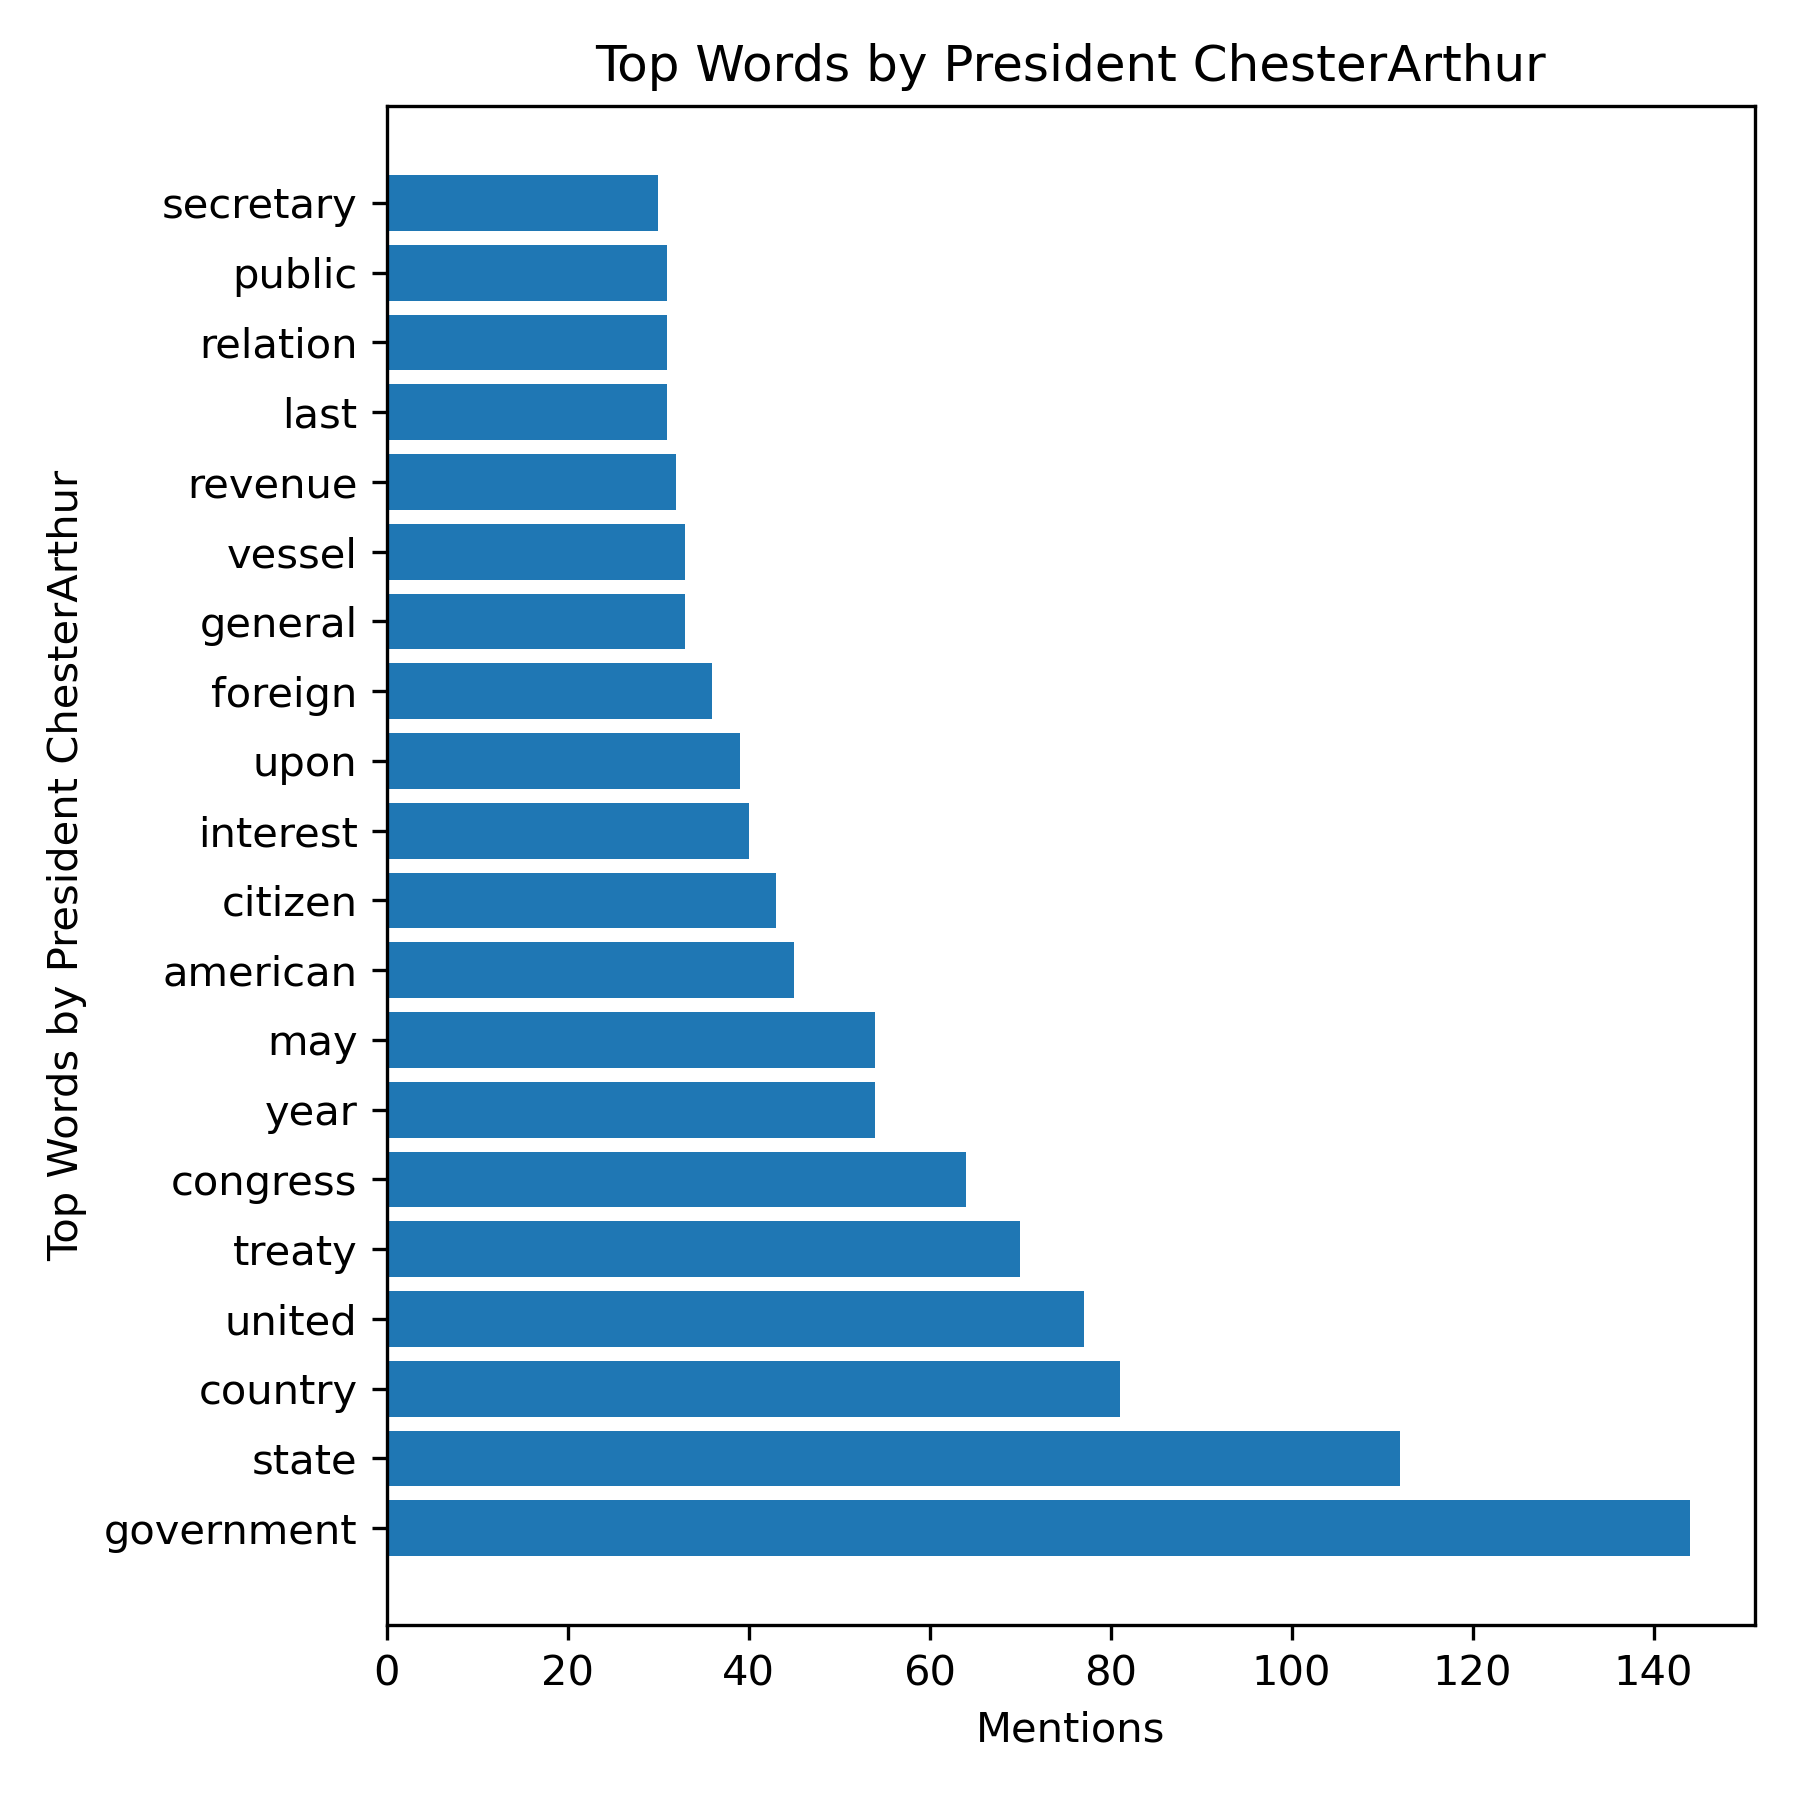 Top Words by President ChesterArthur
Top Words by President ChesterArthur
secretary
public
relation
last
revenue
vessel
general
foreign
upon
interest
citizen
american
may
year
congress
treaty
united
country
state
government
0 20 40 60 80 100 120 140
Mentions